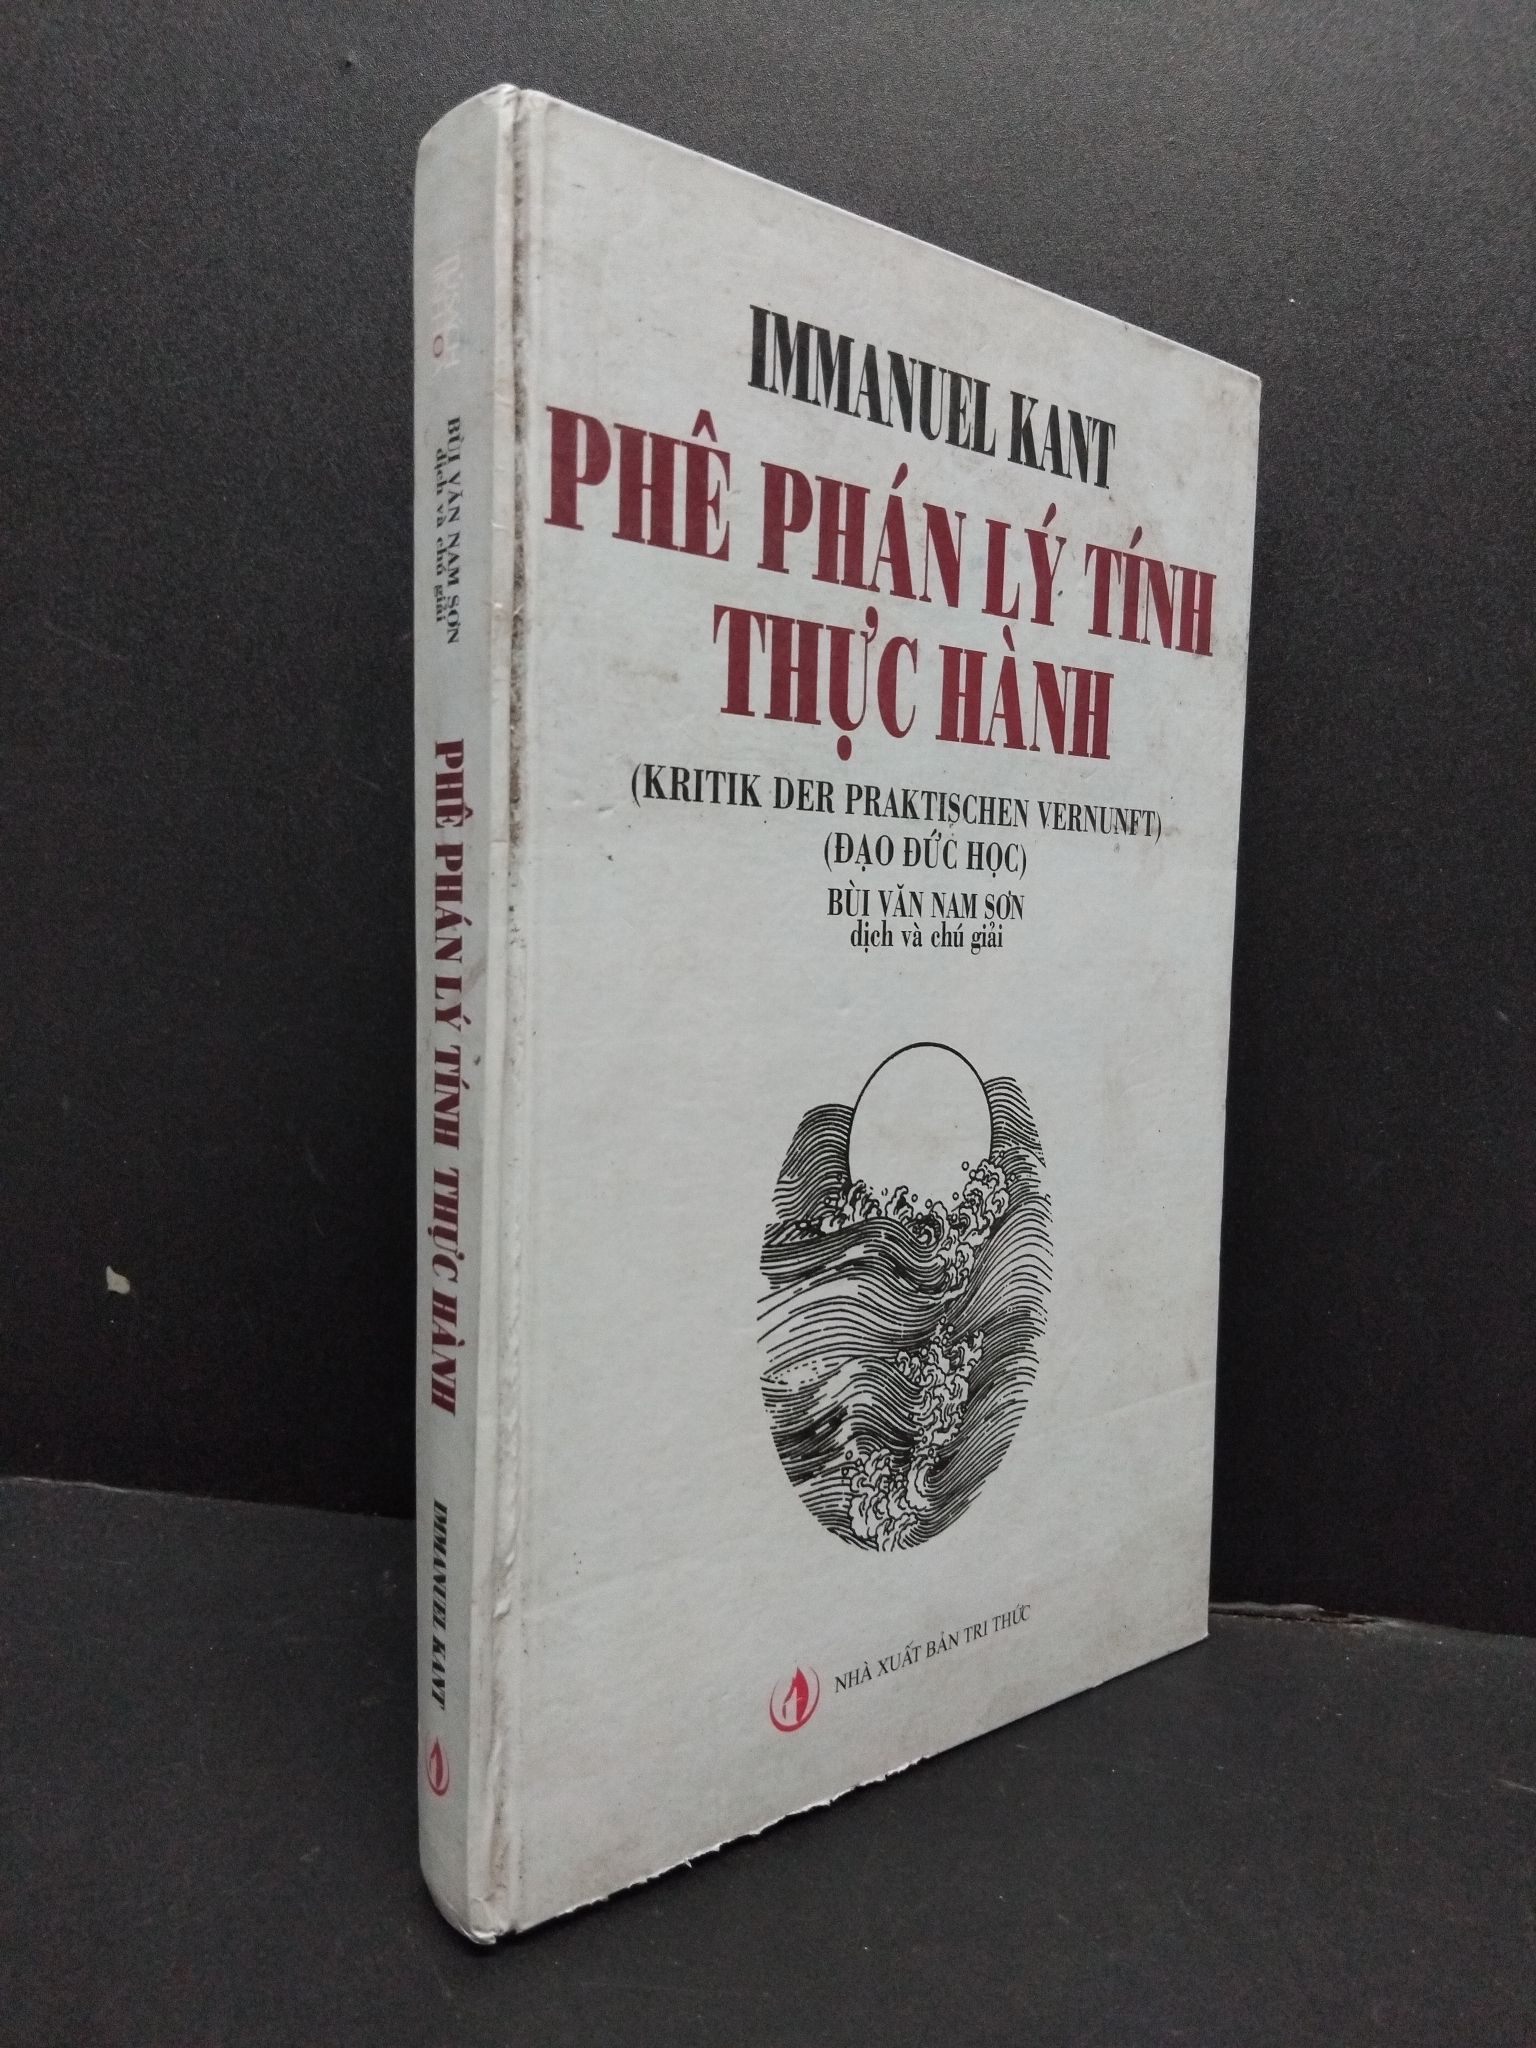 IMMANUEL KANT
PHÊ PHÁN LÝ TÍNH
THỰC HÀNH
(KRITIK DER PRAKTISCHEN VERNUNFT)
(ĐẠO ĐỨC HỌC)
BÙI VĂN NAM SƠN
dịch và chú giải
NHÀ XUẤT BẢN TRI THỨC
BÙI VĂN NAM SƠN
dịch và chú giải
PHÊ PHÁN LÝ TÍNH THỰC HÀNH
IMMANUEL KANT